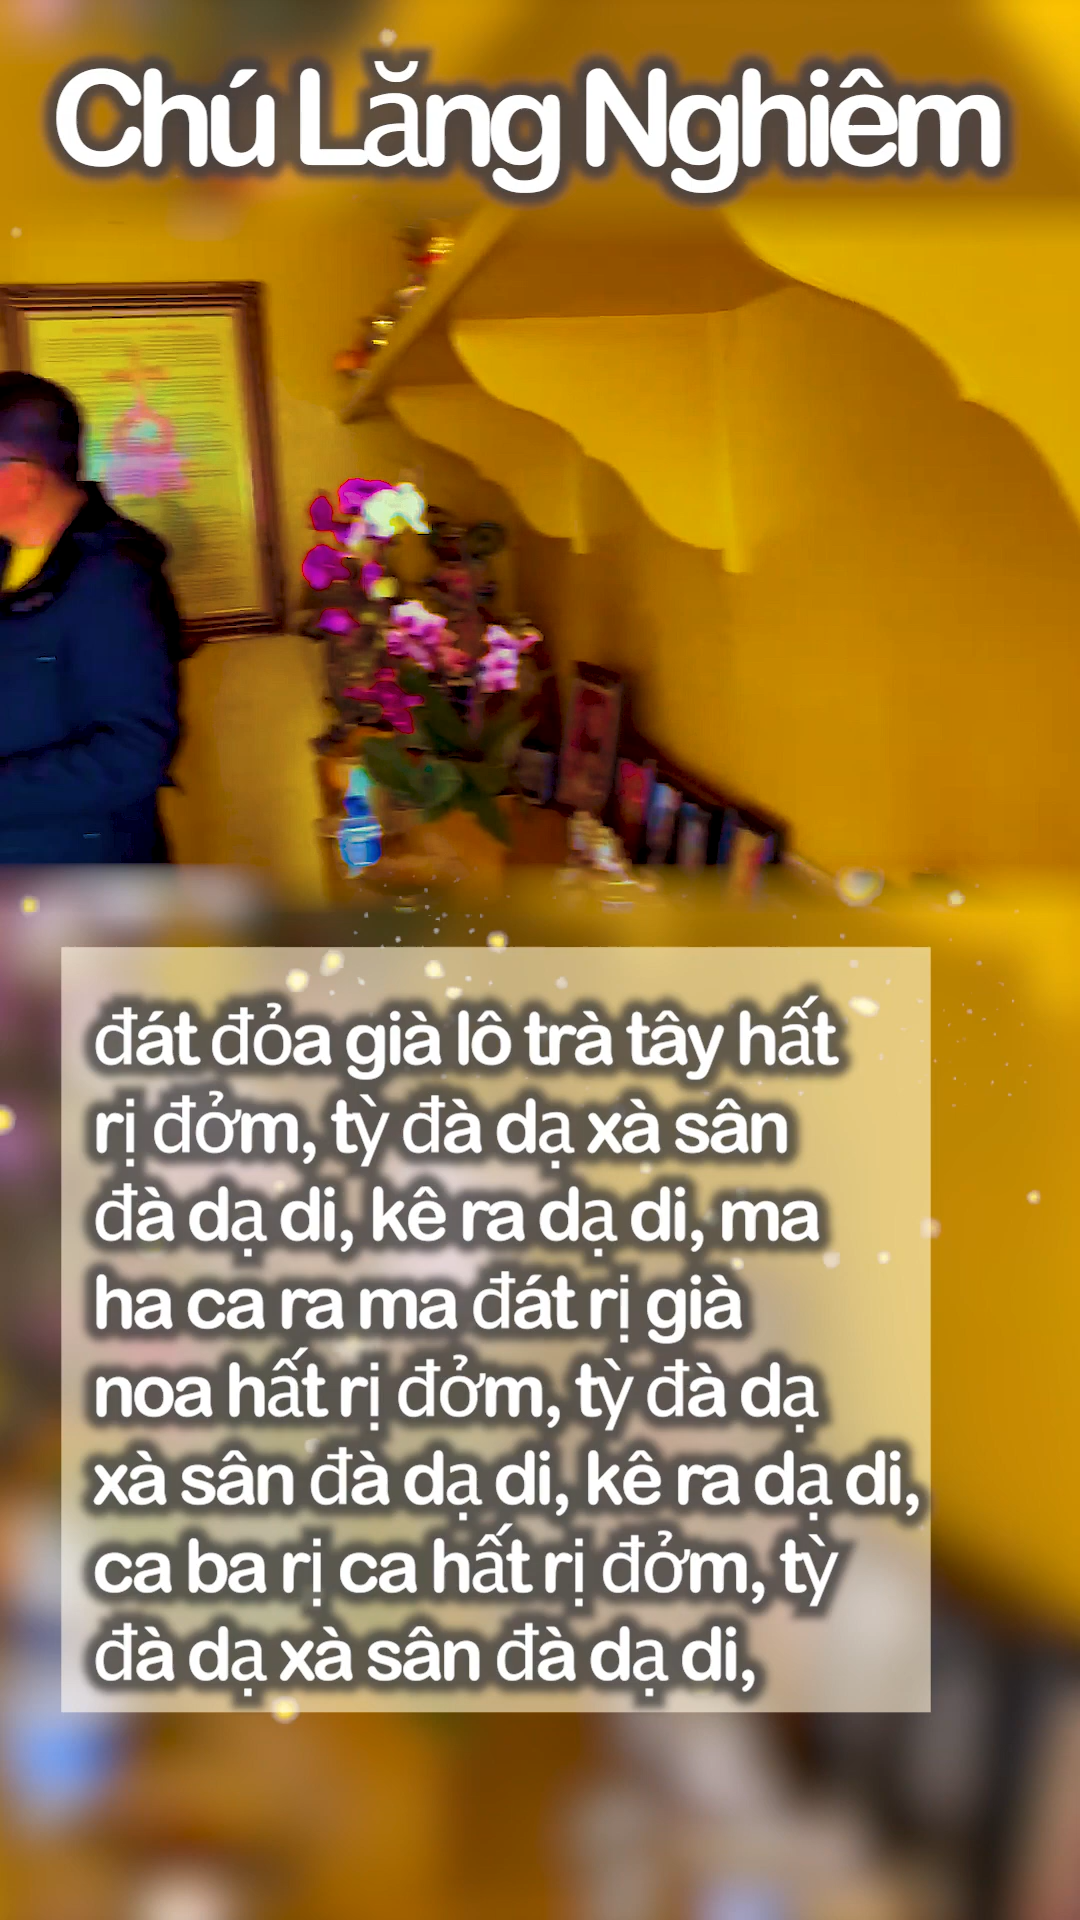 Chú Lăng Nghiêm
đát đỏa già lô trà tây hất
rị đởm, tỳ đà dạ xà sân
đà dạ di, kê ra dạ di, ma
ha ca ra ma đát rị già
noa hất rị đởm, tỳ đà dạ
xà sân đà dạ di, kê ra dạ di,
ca ba rị ca hất rị đởm, tỳ
đà dạ xà sân đà dạ di,